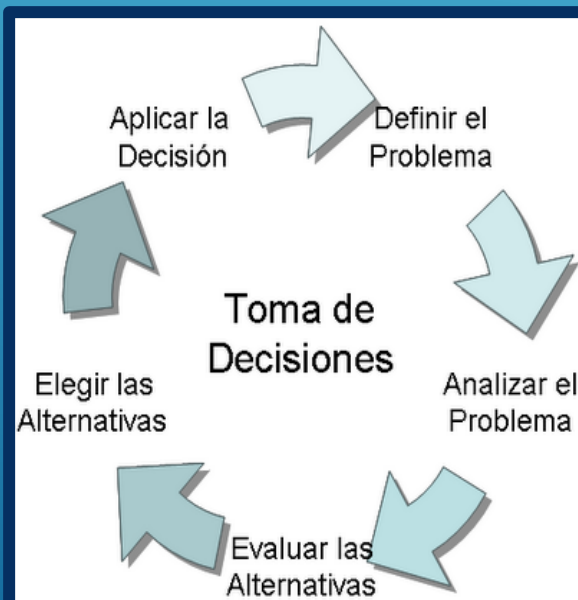 Aplicar la
Decisión
Definir el
Problema
Toma de
Decisiones
Elegir las
Alternativas
Analizar el
Problema
Evaluar las
Alternativas